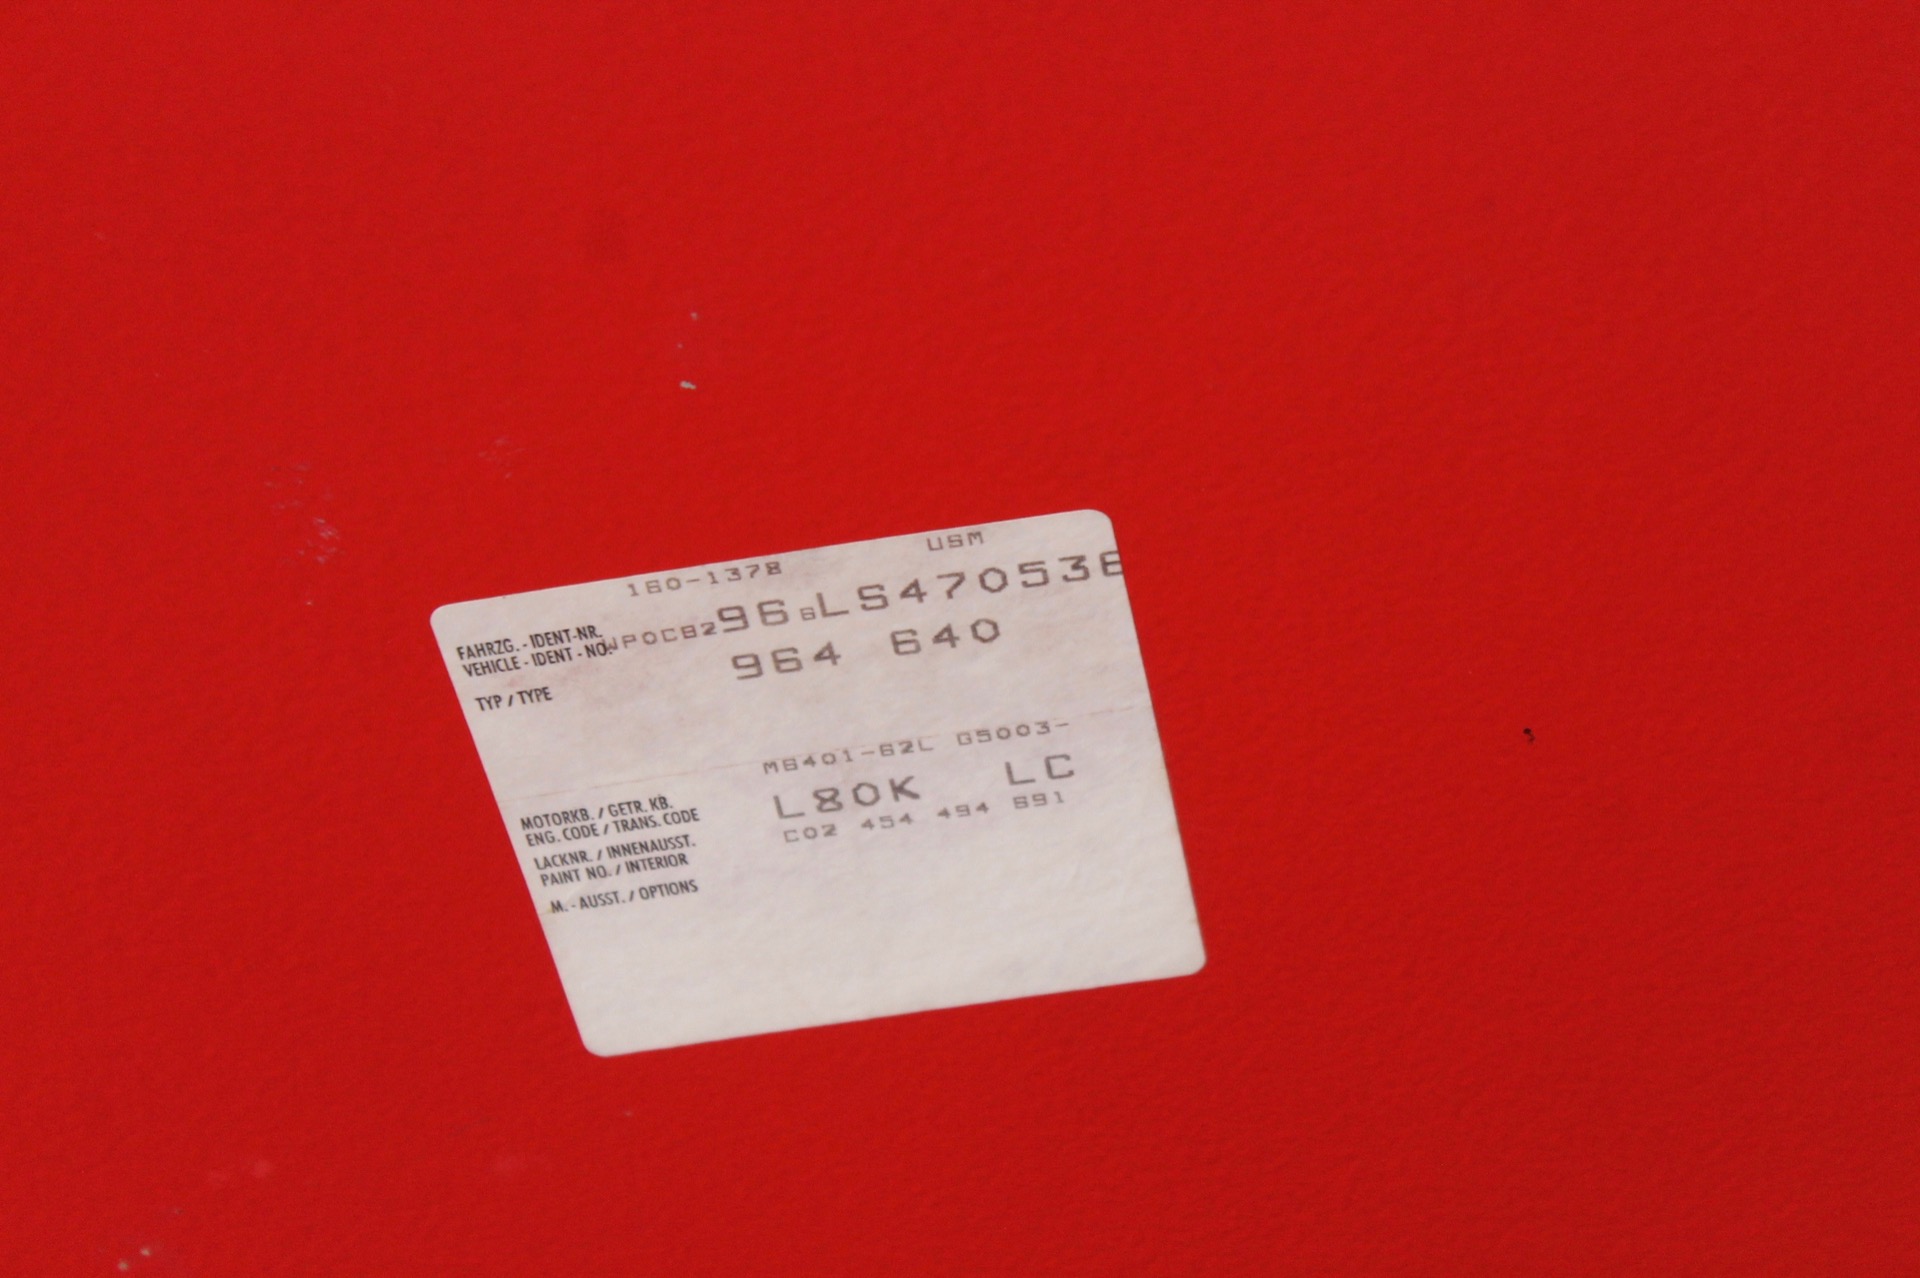 160-1378 USM
FAHRZG. - IDENT-NR.
VEHICLE - IDENT - NO.
TYP / TYPE
964 640
MOTORKB. / GETR. KB.
ENG. CODE / TRANS. CODE
M6401-62L G5003-
LACKNR. / INNENAUSST.
PAINT NO. / INTERIOR
L80K LC
M. - AUSST. / OPTIONS
C02 454 494 691